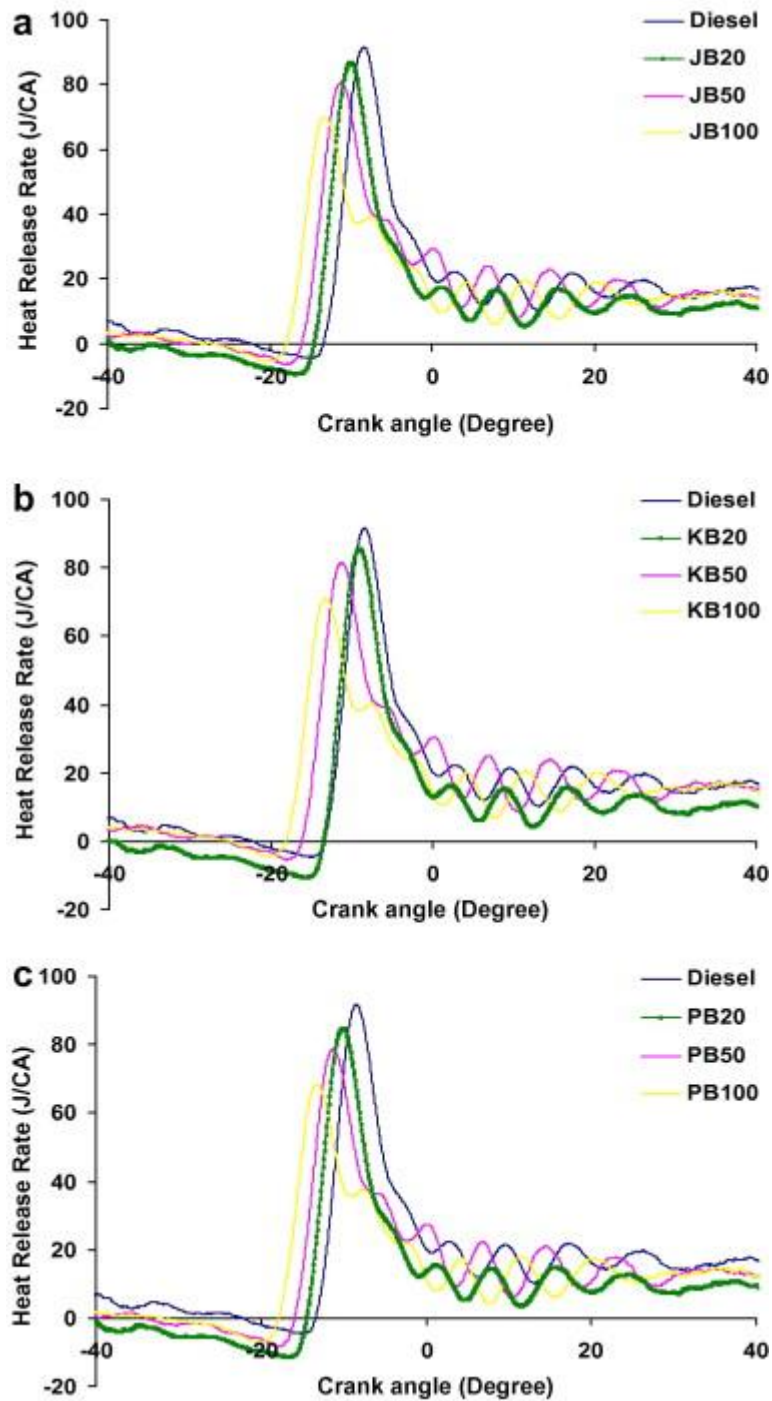 a
Heat Release Rate (J/CA)
100
80
60
40
20
0
-20
-40
-20
0
20
40
Crank angle (Degree)
Diesel
JB20
JB50
JB100
b
Heat Release Rate (J/CA)
100
80
60
40
20
0
-20
-40
-20
0
20
40
Crank angle (Degree)
Diesel
KB20
KB50
KB100
c
Heat Release Rate (J/CA)
100
80
60
40
20
0
-20
-40
-20
0
20
40
Crank angle (Degree)
Diesel
PB20
PB50
PB100